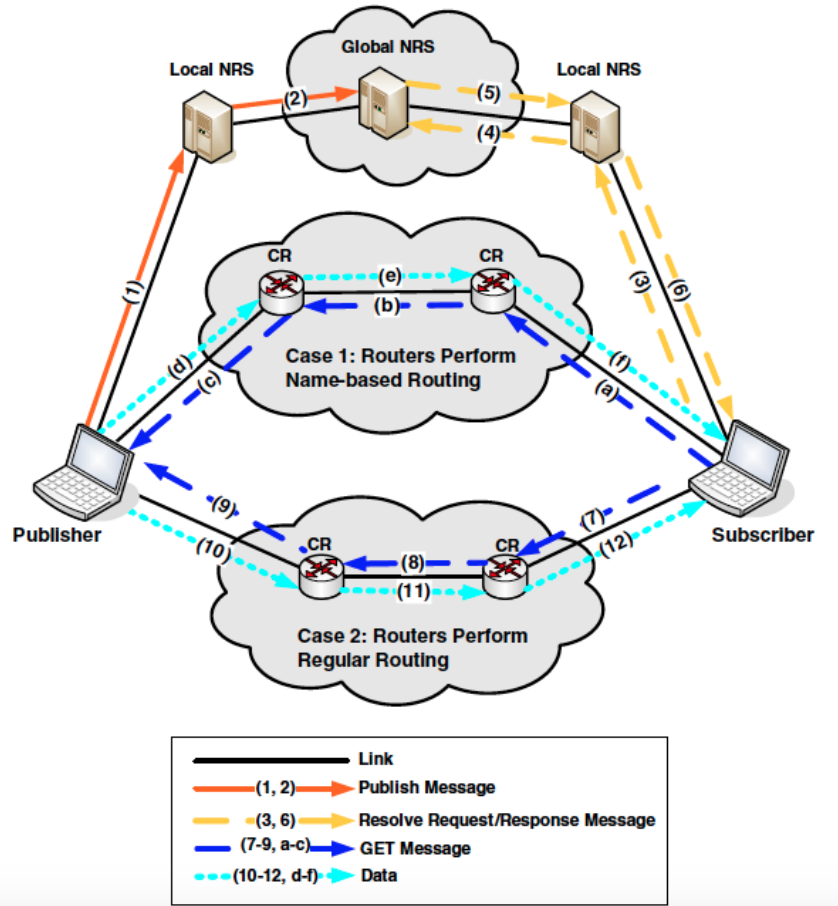 Global NRS
Local NRS
Local NRS
(2)
(5)
(4)
(1)
(3)
(6)
CR
CR
(e)
(b)
(d)
(c)
(f)
(a)
Case 1: Routers Perform
Name-based Routing
Publisher
Subscriber
(9)
(7)
(10)
CR
CR
(8)
(12)
(11)
Case 2: Routers Perform
Regular Routing
Link
(1, 2) Publish Message
(3, 6) Resolve Request/Response Message
(7-9, a-c) GET Message
(10-12, d-f) Data